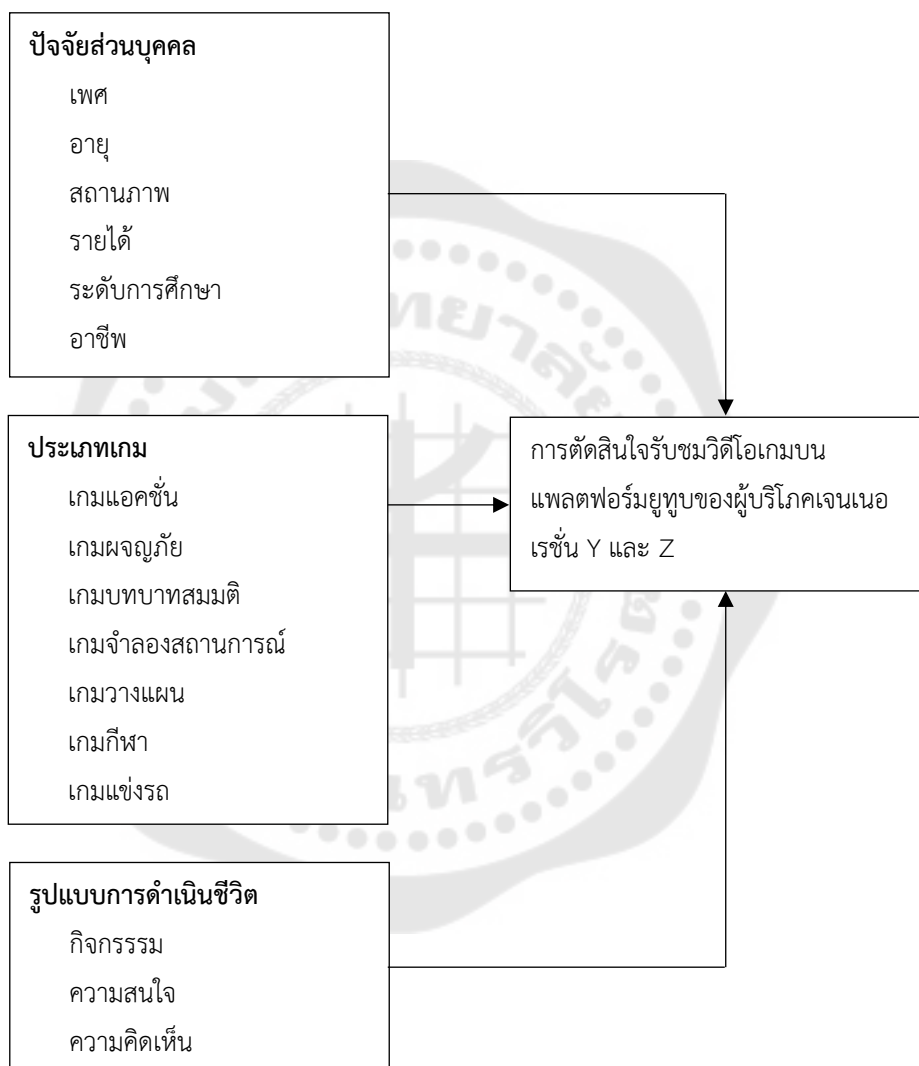 ปัจจัยส่วนบุคคล
เพศ
อายุ
สถานภาพ
รายได้
ระดับการศึกษา
อาชีพ
ประเภทเกม
เกมแอคชั่น
เกมผจญภัย
เกมบทบาทสมมติ
เกมจำลองสถานการณ์
เกมวางแผน
เกมกีฬา
เกมแข่งรถ
การตัดสินใจรับชมวิดีโอเกมบน
แพลตฟอร์มยูทูบของผู้บริโภคเจนเนอ
เรชั่น Y และ Z
รูปแบบการดำเนินชีวิต
กิจกรรรม
ความสนใจ
ความคิดเห็น